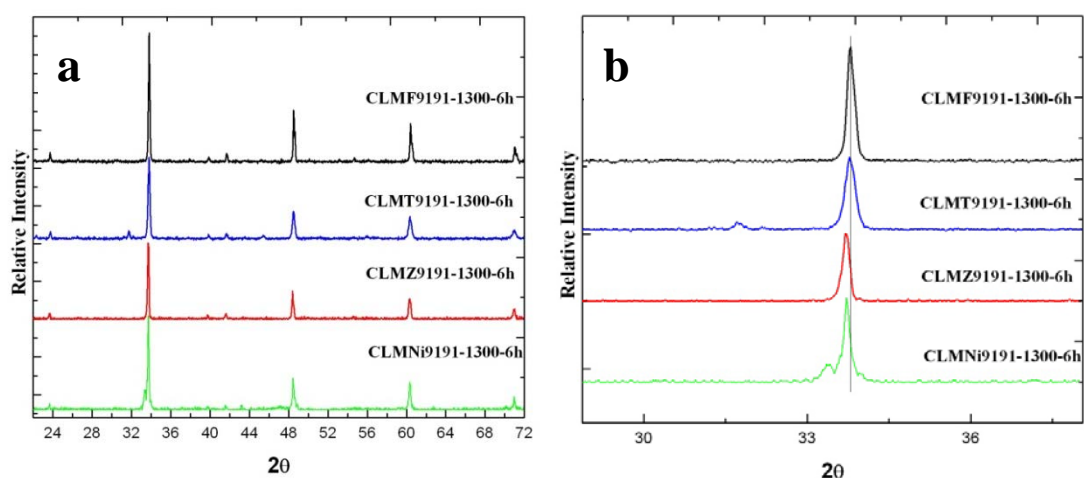 a
CLMF9191-1300-6h
CLMT9191-1300-6h
CLMZ9191-1300-6h
CLMNi9191-1300-6h
Relative Intensity
24 28 32 36 40 44 48 52 56 60 64 68 72
2θ
b
CLMF9191-1300-6h
CLMT9191-1300-6h
CLMZ9191-1300-6h
CLMNi9191-1300-6h
Relative Intensity
30 33 36
2θ